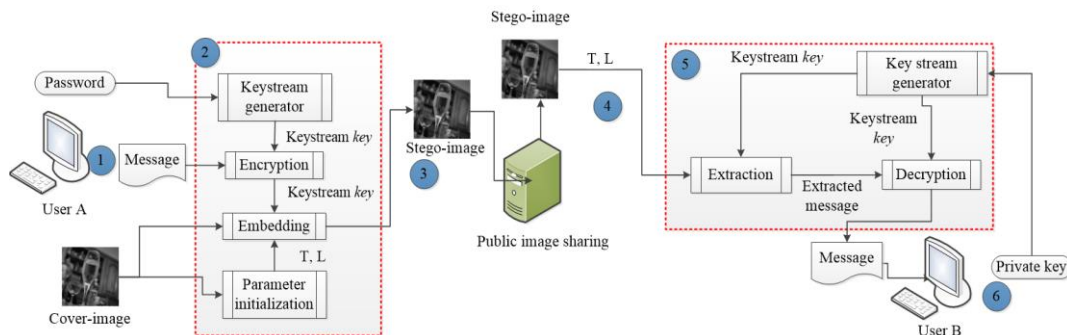 Stego-image
2
Password
Keystream
generator
Keystream key
1
Message
Encryption
Keystream key
User A
Embedding
T, L
Parameter
initialization
Cover-image
Stego-image
3
Public image sharing
T, L
4
5
Keystream key
Key stream
generator
Keystream
key
Extraction
Extracted
message
Decryption
Message
User B
Private key
6